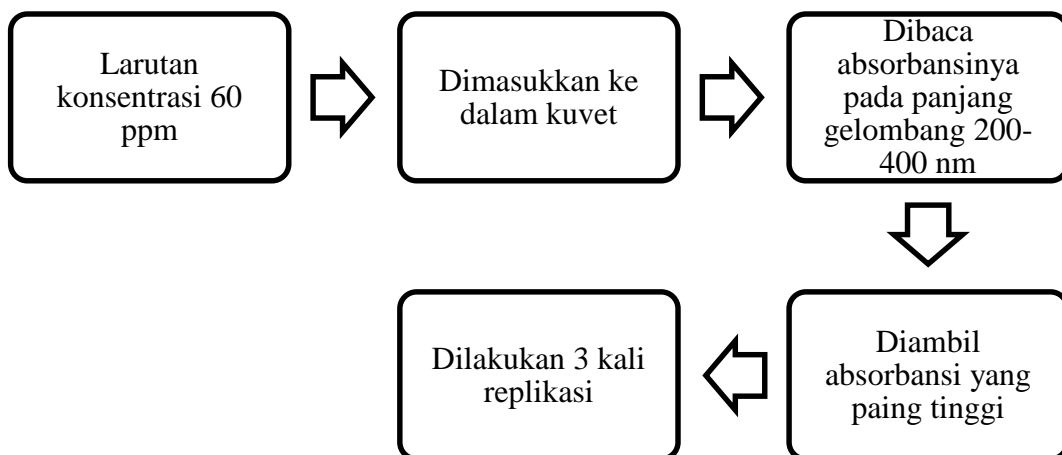 Larutan
konsentrasi 60
ppm
Dimasukkan ke
dalam kuvet
Dibaca
absorbansinya
pada panjang
gelombang 200-
400 nm
Diambil
absorbansi yang
paing tinggi
Dilakukan 3 kali
replikasi